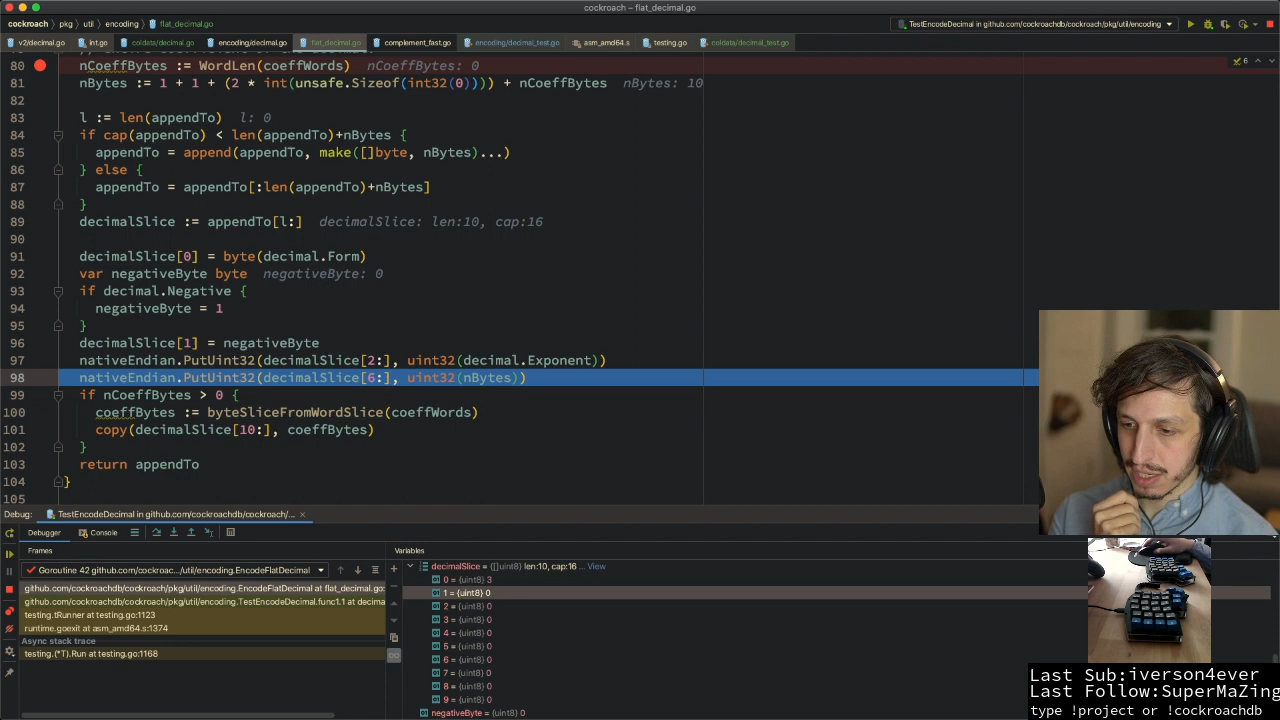 cockroach – flat_decimal.go
cockroach › pkg › util › encoding › flat_decimal.go
TestEncodeDecimal in github.com/cockroachdb/cockroach/pkg/util/encoding
v2/decimal.go int.go coldata/decimal.go encoding/decimal.go flat_decimal.go complement_fast.go encoding/decimal_test.go asm_amd64.s testing.go coldata/decimal_test.go
80 nCoeffBytes := WordLen(coeffWords) nCoeffBytes: 0
6
81 nBytes := 1 + 1 + (2 * int(unsafe.Sizeof(int32(0)))) + nCoeffBytes nBytes: 10
82
83 l := len(appendTo) l: 0
84 if cap(appendTo) < len(appendTo)+nBytes {
85 appendTo = append(appendTo, make([]byte, nBytes)...)
86 } else {
87 appendTo = appendTo[:len(appendTo)+nBytes]
88 }
89 decimalSlice := appendTo[l:] decimalSlice: len:10, cap:16
90
91 decimalSlice[0] = byte(decimal.Form)
92 var negativeByte byte negativeByte: 0
93 if decimal.Negative {
94 negativeByte = 1
95 }
96 decimalSlice[1] = negativeByte
97 nativeEndian.PutUint32(decimalSlice[2:], uint32(decimal.Exponent))
98 nativeEndian.PutUint32(decimalSlice[6:], uint32(nBytes))
99 if nCoeffBytes > 0 {
100 coeffBytes := byteSliceFromWordSlice(coeffWords)
101 copy(decimalSlice[10:], coeffBytes)
102 }
103 return appendTo
104 }
105
Debug: TestEncodeDecimal in github.com/cockroachdb/cockroach/...
Debugger Console
Frames
Variables
Goroutine 42 github.com/cockroac...util/encoding.EncodeFlatDecimal
github.com/cockroachdb/cockroach/pkg/util/encoding.EncodeFlatDecimal at flat_decimal.go:
github.com/cockroachdb/cockroach/pkg/util/encoding.TestEncodeDecimal.func1.1 at decima
testing.tRunner at testing.go:1123
runtime.goexit at asm_amd64.s:1374
Async stack trace
testing.(*T).Run at testing.go:1168
decimalSlice = {[]uint8} len:10, cap:16 ... View
0 = {uint8} 3
1 = {uint8} 0
2 = {uint8} 0
3 = {uint8} 0
4 = {uint8} 0
5 = {uint8} 0
6 = {uint8} 0
7 = {uint8} 0
8 = {uint8} 0
9 = {uint8} 0
negativeByte = {uint8} 0
Last Sub:iverson4ever
Last Follow:SuperMaZing
type !project or !cockroachdb